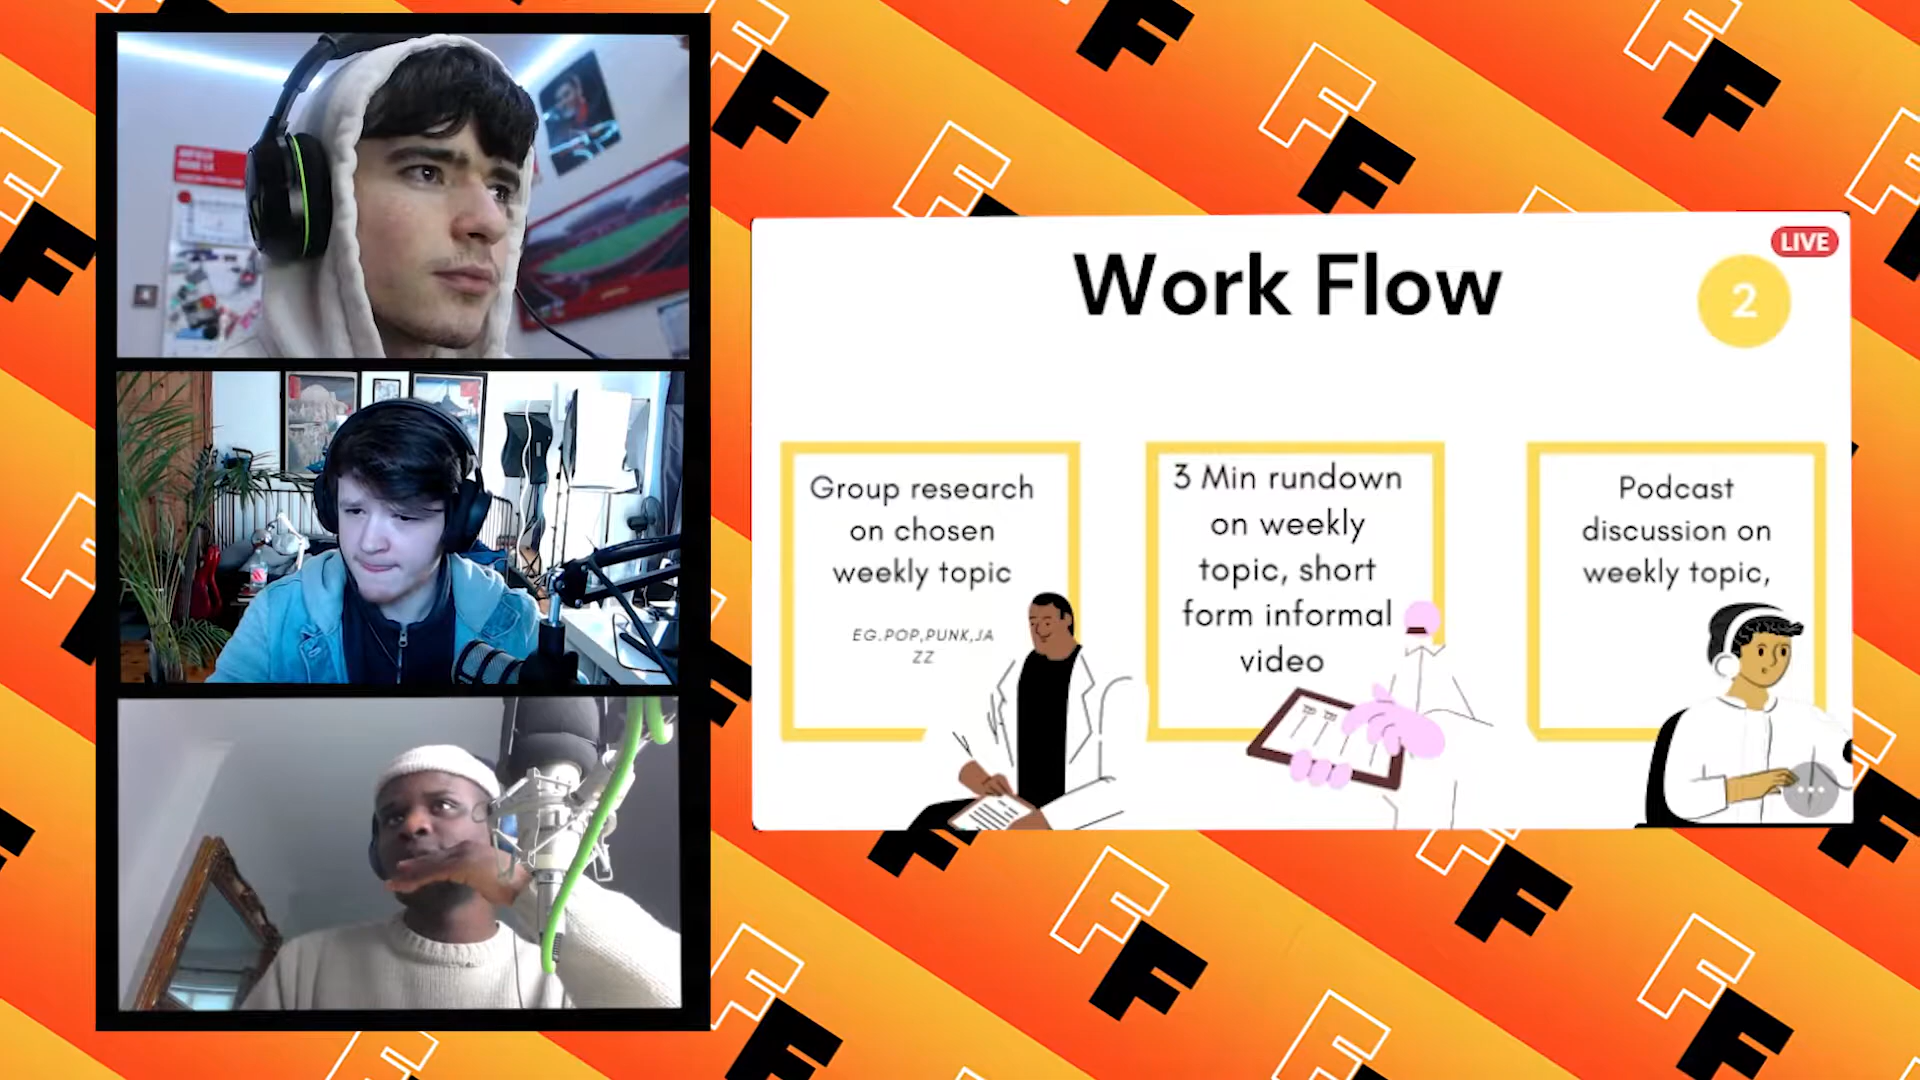 LIVE
Work Flow
2
Group research
on chosen
weekly topic
EG.POP,PUNK,JA
ZZ
3 Min rundown
on weekly
topic, short
form informal
video
Podcast
discussion on
weekly topic,